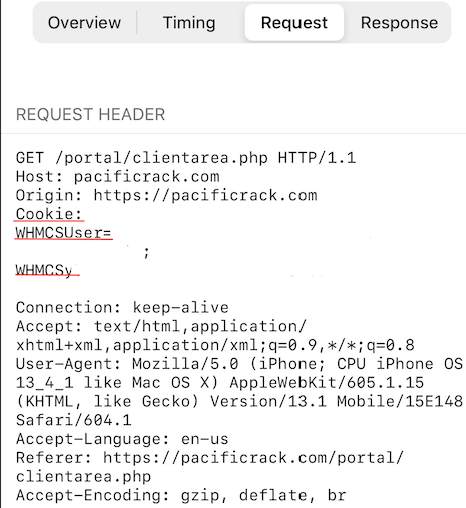 Overview Timing Request Response
REQUEST HEADER
GET /portal/clientarea.php HTTP/1.1
Host: pacificrack.com
Origin: https://pacificrack.com
Cookie:
WHMCSUser=
;
WHMCSy
Connection: keep-alive
Accept: text/html,application/
xhtml+xml,application/xml;q=0.9,*/*;q=0.8
User-Agent: Mozilla/5.0 (iPhone; CPU iPhone OS
13_4_1 like Mac OS X) AppleWebKit/605.1.15
(KHTML, like Gecko) Version/13.1 Mobile/15E148
Safari/604.1
Accept-Language: en-us
Referer: https://pacificrack.com/portal/
clientarea.php
Accept-Encoding: gzip, deflate, br